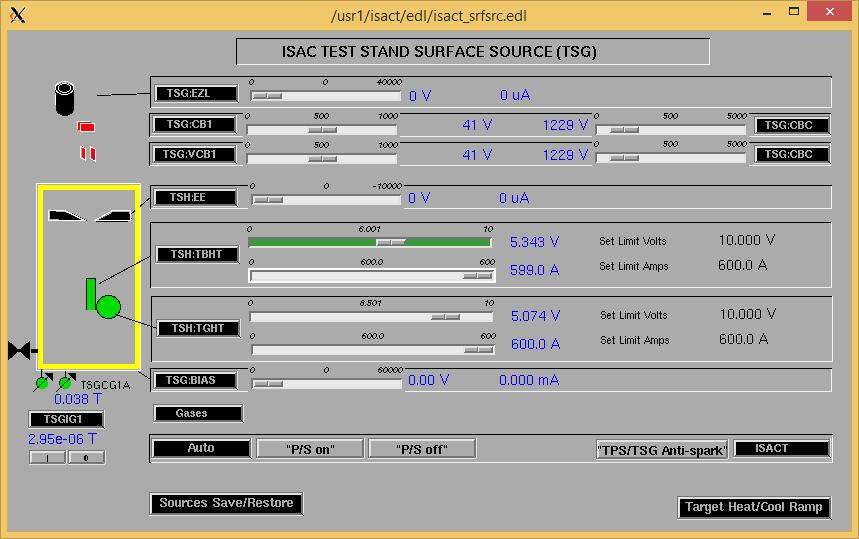 /usr1/isact/edl/isact_srfsrc.edl
ISAC TEST STAND SURFACE SOURCE (TSG)
TSG:EZL 0 0 40000 0 V 0 uA
TSG:CB1 0 500 1000 41 V 1229 V 0 500 5000 TSG:CBC
TSG:VCB1 0 500 1000 41 V 1229 V 0 500 5000 TSG:CBC
TSH:EE 0 0 -10000 0 V 0 uA
TSH:TBHT
0 6.001 10 5.343 V Set Limit Volts 10.000 V
0 600.0 600 599.0 A Set Limit Amps 600.0 A
TSH:TGHT
0 6.501 10 5.074 V Set Limit Volts 10.000 V
0 600.0 600 600.0 A Set Limit Amps 600.0 A
TSG:BIAS 0 0 60000 0.00 V 0.000 mA
TSGCG1A
0.038 T
TSGIG1
2.95e-06 T
| 0
Gases
Auto "P/S on" "P/S off" "TPS/TSG Anti-spark" ISACT
Sources Save/Restore
Target Heat/Cool Ramp